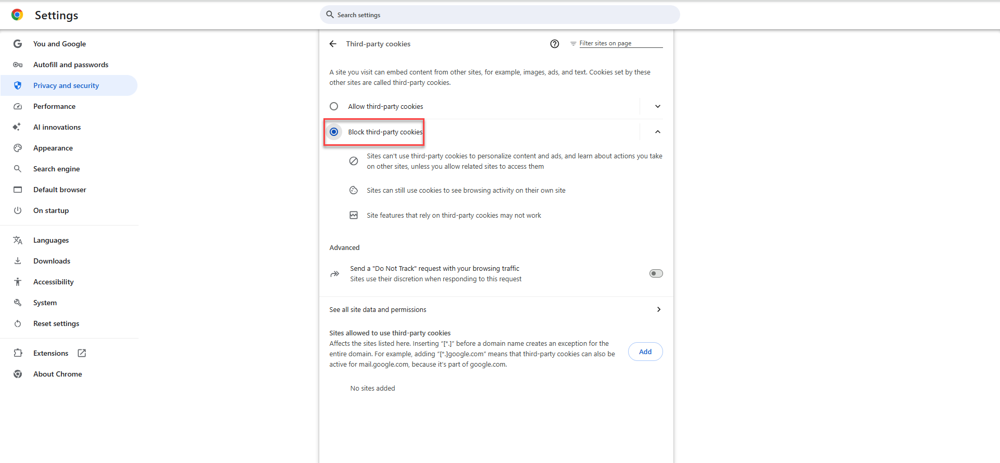 Settings
Search settings
You and Google
Autofill and passwords
Privacy and security
Performance
AI innovations
Appearance
Search engine
Default browser
On startup
Languages
Downloads
Accessibility
System
Reset settings
Extensions
About Chrome
Third-party cookies
Filter sites on page
A site you visit can embed content from other sites, for example, images, ads, and text. Cookies set by these
other sites are called third-party cookies.
Allow third-party cookies
Block third-party cookies
Sites can't use third-party cookies to personalize content and ads, and learn about actions you take
on other sites, unless you allow related sites to access them
Sites can still use cookies to see browsing activity on their own site
Site features that rely on third-party cookies may not work
Advanced
Send a "Do Not Track" request with your browsing traffic
Sites use their discretion when responding to this request
See all site data and permissions
Sites allowed to use third-party cookies
Affects the sites listed here. Inserting “[*.]” before a domain name creates an exception for the
entire domain. For example, adding “[*.]google.com” means that third-party cookies can also be
active for mail.google.com, because it’s part of google.com.
Add
No sites added